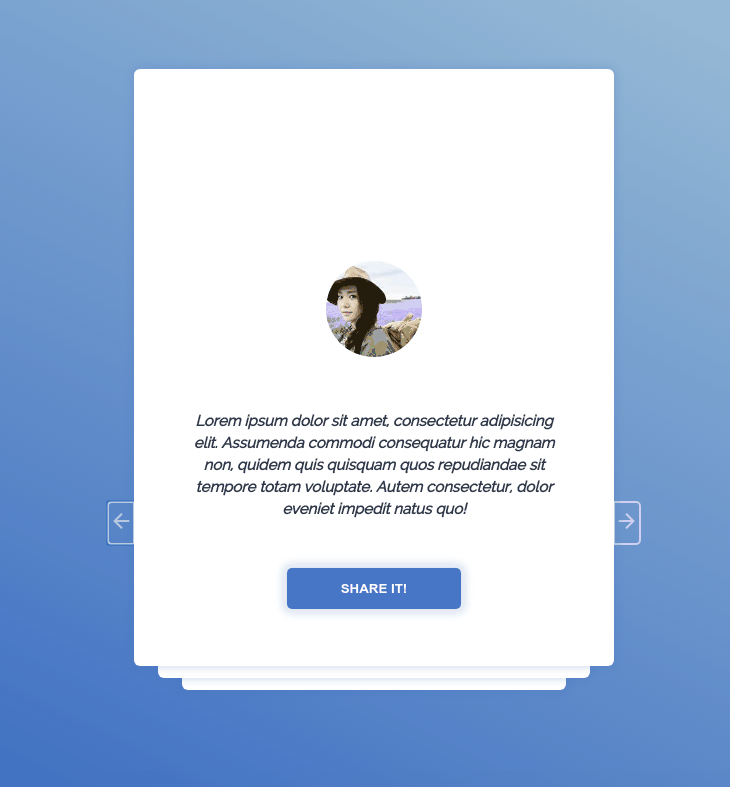 Lorem ipsum dolor sit amet, consectetur adipisicing
elit. Assumenda commodi consequatur hic magnam
non, quidem quis quisquam quos repudiandae sit
tempore totam voluptate. Autem consectetur, dolor
eveniet impedit natus quo!
SHARE IT!